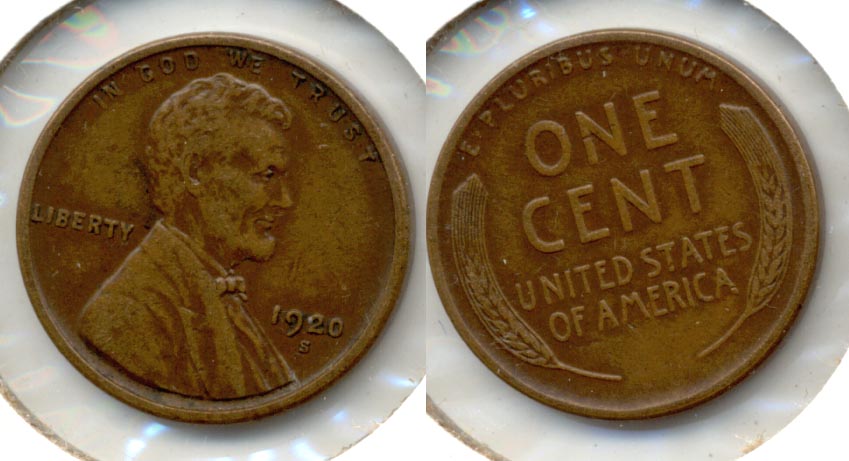 IN GOD WE TRUST
LIBERTY
1920
S
E·PLURIBUS UNUM
ONE
CENT
UNITED STATES
OF AMERICA